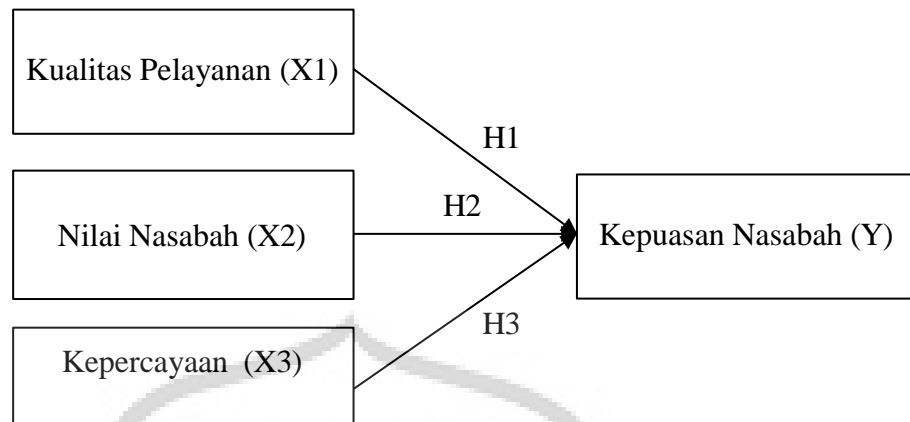 Kualitas Pelayanan (X1)
H1
H2
Nilai Nasabah (X2)
Kepuasan Nasabah (Y)
H3
Kepercayaan (X3)